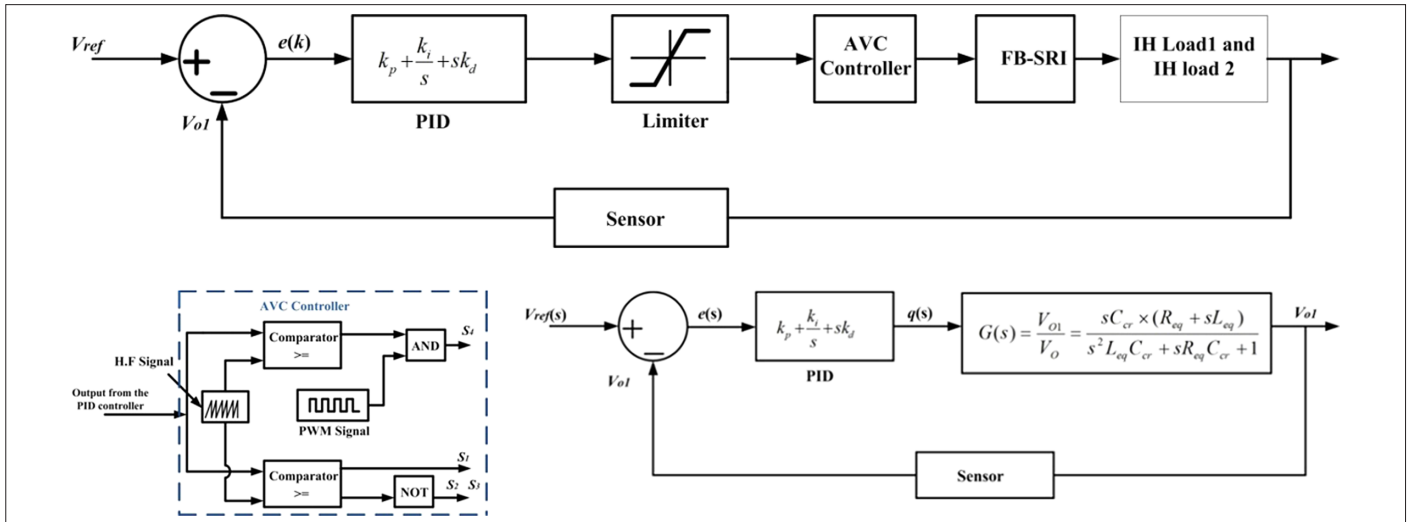 Vref
+
−
e(k)
Vo1
kp + ki/s + skd
PID
Limiter
AVC
Controller
FB-SRI
IH Load1 and
IH load 2
Sensor
AVC Controller
H.F Signal
Output from the
PID controller
Comparator
>=
AND
S4
PWM Signal
Comparator
>=
S1
NOT
S2 S3
Vref(s)
+
−
e(s)
Vo1
kp + ki/s + skd
PID
q(s)
G(s) = VO1/VO = sCcr × (Req + sLeq) / s²LeqCcr + sReqCcr + 1
Vo1
Sensor